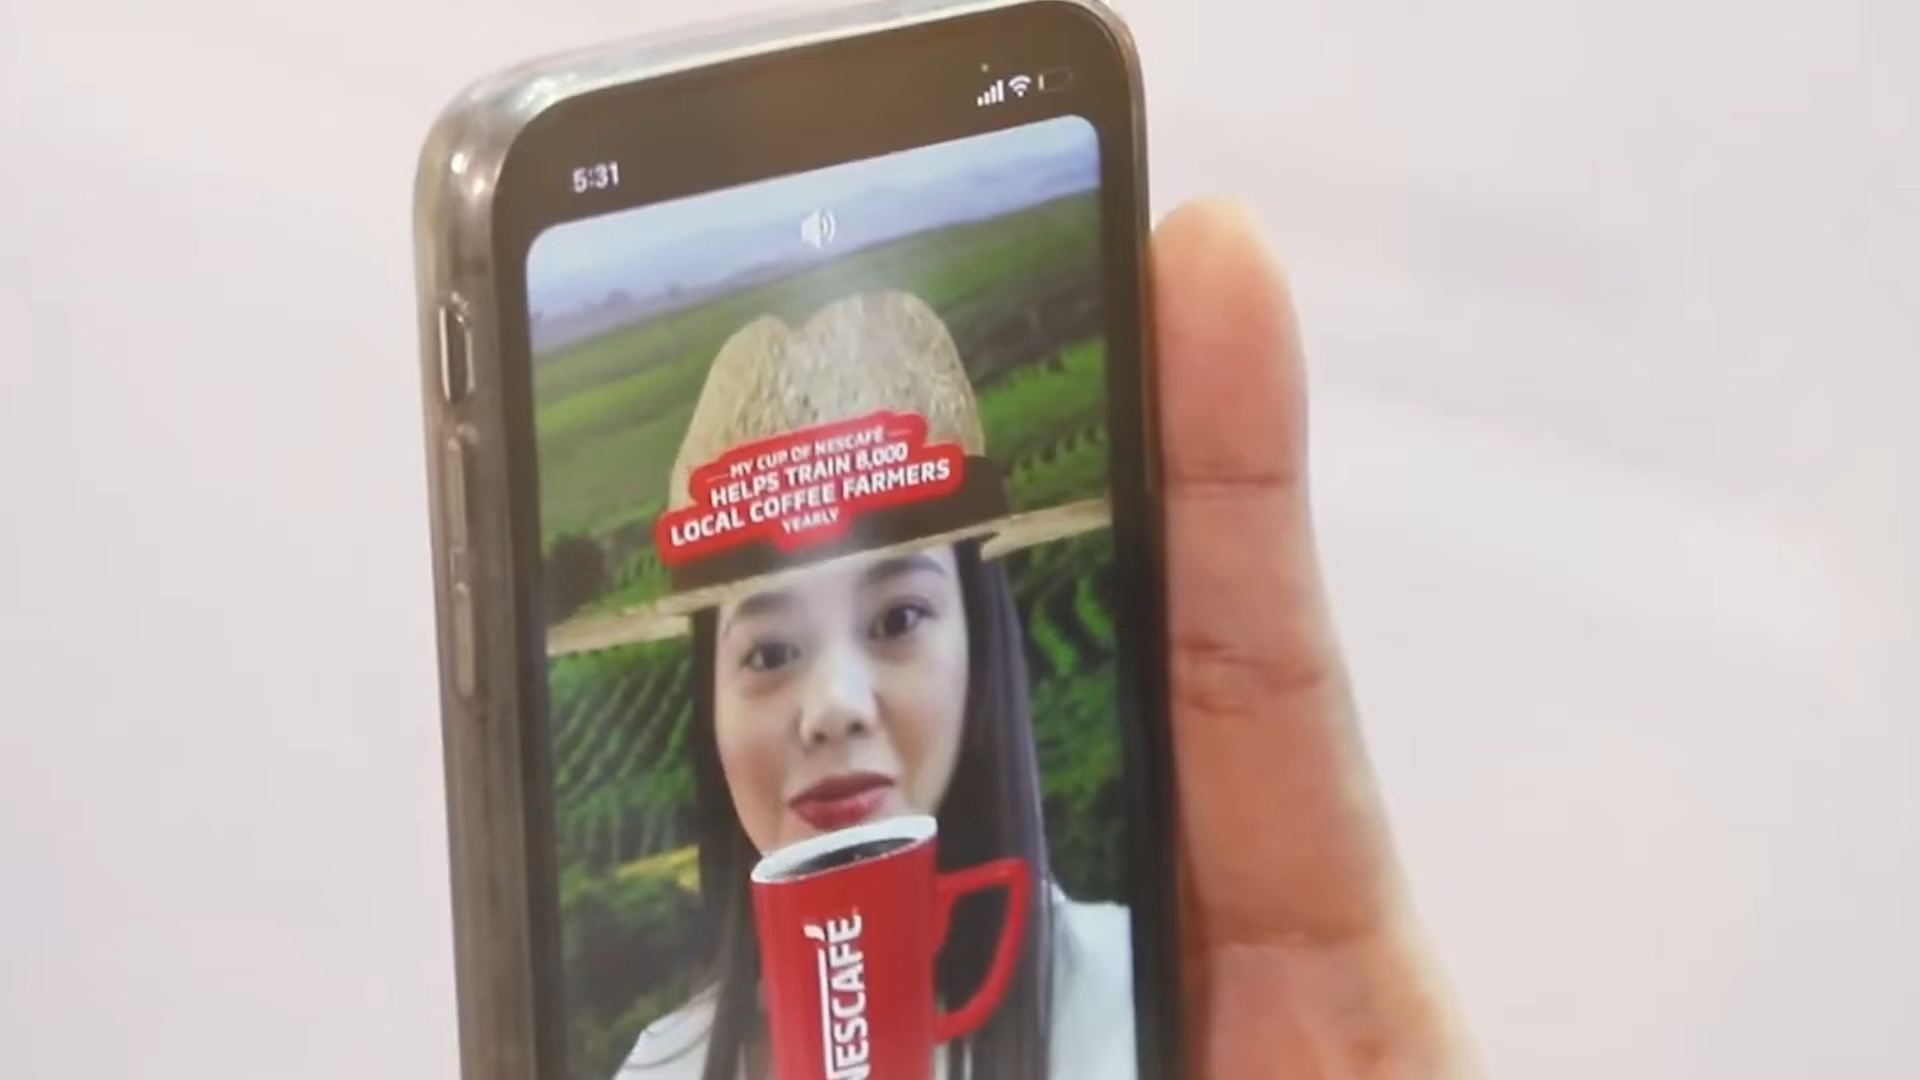 5:31
MY CUP OF NESCAFÉ
HELPS TRAIN 8,000
LOCAL COFFEE FARMERS
YEARLY
NESCAFÉ